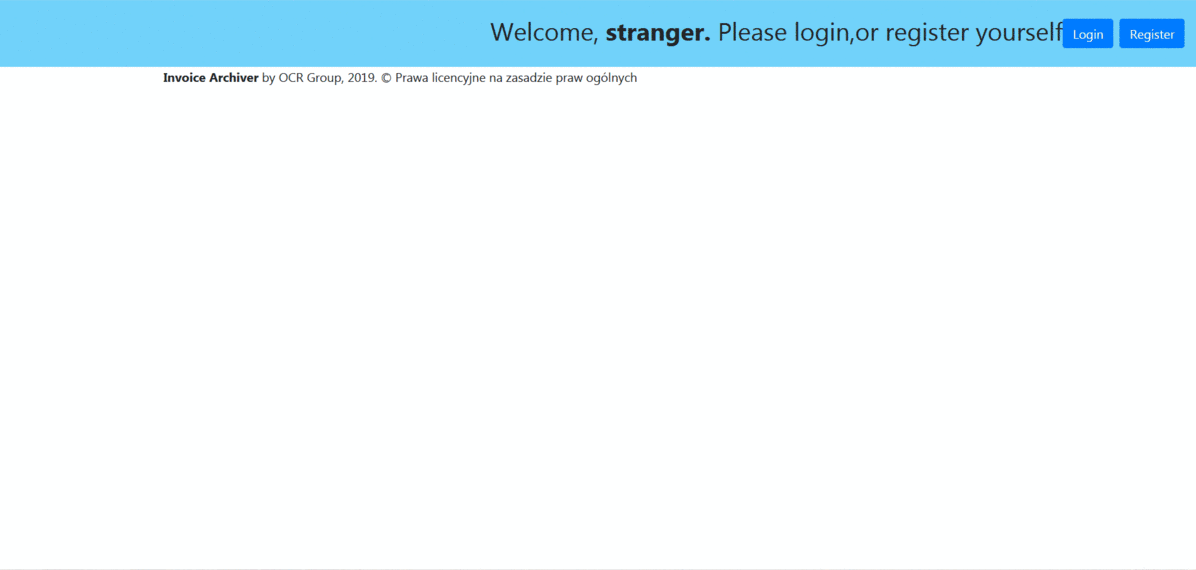 Welcome, stranger. Please login,or register yourself Login Register
Invoice Archiver by OCR Group, 2019. © Prawa licencyjne na zasadzie praw ogólnych